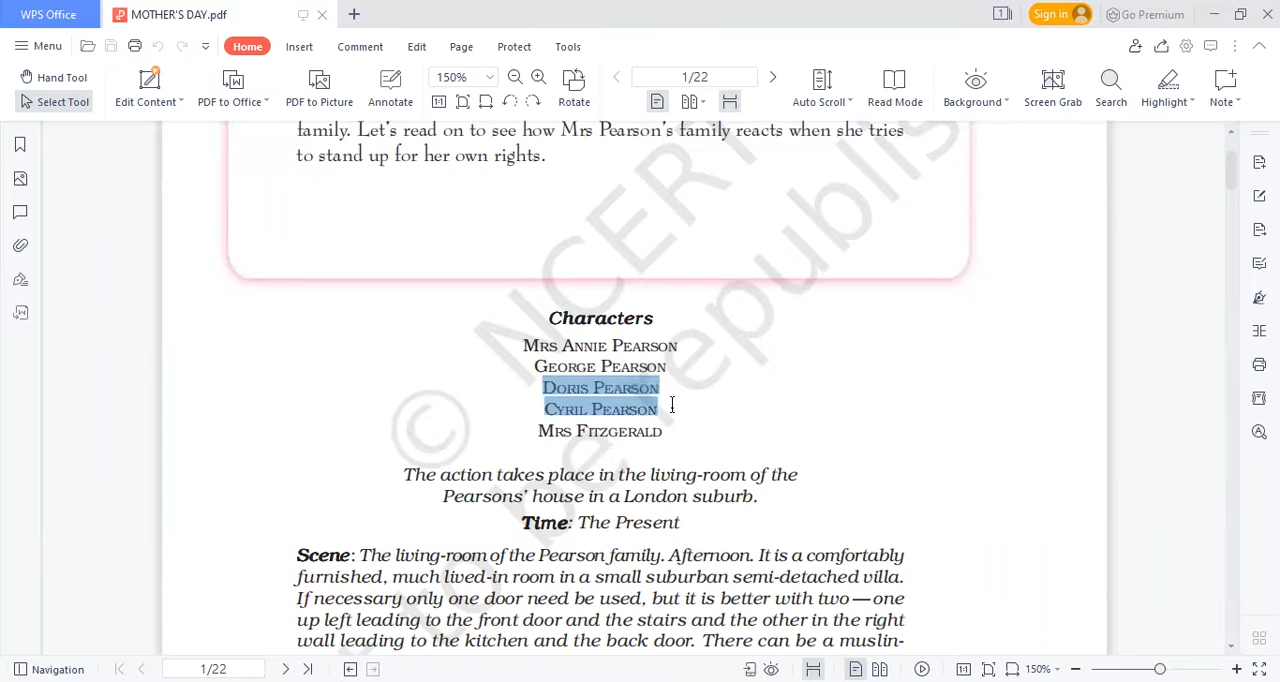 WPS Office MOTHER'S DAY.pdf Sign in Go Premium
Menu Home Insert Comment Edit Page Protect Tools
Hand Tool 150% 1/22
Select Tool Edit Content PDF to Office PDF to Picture Annotate Rotate Auto Scroll Read Mode Background Screen Grab Search Highlight Note
family. Let's read on to see how Mrs Pearson's family reacts when she tries
to stand up for her own rights.
Characters
MRS ANNIE PEARSON
GEORGE PEARSON
DORIS PEARSON
CYRIL PEARSON
MRS FITZGERALD
The action takes place in the living-room of the
Pearsons' house in a London suburb.
Time: The Present
Scene: The living-room of the Pearson family. Afternoon. It is a comfortably
furnished, much lived-in room in a small suburban semi-detached villa.
If necessary only one door need be used, but it is better with two — one
up left leading to the front door and the stairs and the other in the right
wall leading to the kitchen and the back door. There can be a muslin-
© NCERT
to be republis
Navigation 1/22 150%